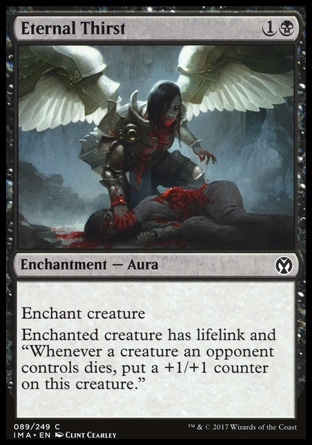 Eternal Thirst 1
Enchantment — Aura
Enchant creature
Enchanted creature has lifelink and
“Whenever a creature an opponent
controls dies, put a +1/+1 counter
on this creature.”
089/249 C
IMA • EN Clint Cearley ™ & © 2017 Wizards of the Coast